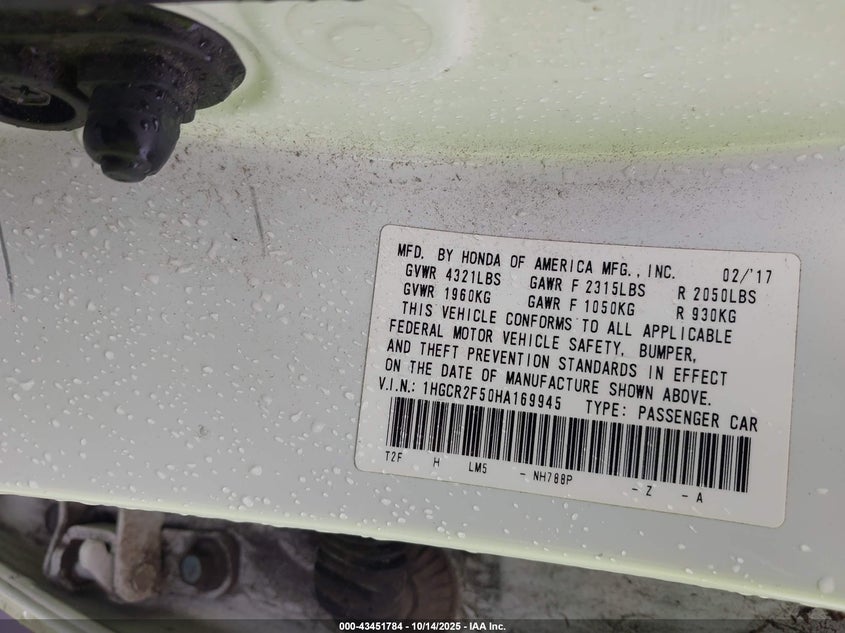 MFD. BY HONDA OF AMERICA MFG., INC. 02/'17
GVWR 4321LBS GAWR F 2315LBS R 2050LBS
GVWR 1960KG GAWR F 1050KG R 930KG
THIS VEHICLE CONFORMS TO ALL APPLICABLE
FEDERAL MOTOR VEHICLE SAFETY, BUMPER,
AND THEFT PREVENTION STANDARDS IN EFFECT
ON THE DATE OF MANUFACTURE SHOWN ABOVE.
V.I.N.: 1HGCR2F50HA169945 TYPE: PASSENGER CAR
T2F H LM5 - NH788P - Z - A
000-43451784 - 10/14/2025 - IAA Inc.